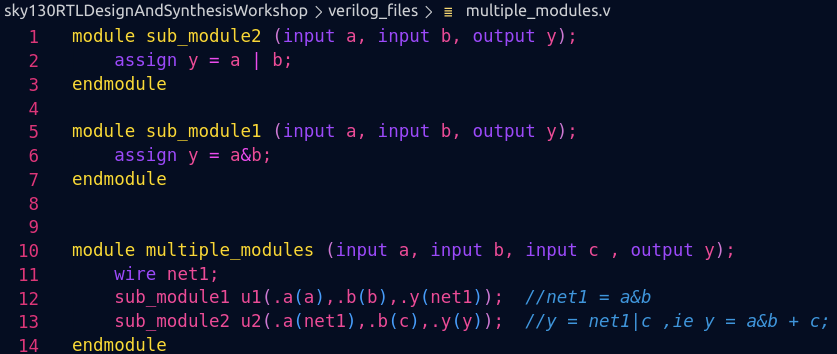 sky130RTLDesignAndSynthesisWorkshop > verilog_files > ≡ multiple_modules.v
1 module sub_module2 (input a, input b, output y);
2 assign y = a | b;
3 endmodule
4
5 module sub_module1 (input a, input b, output y);
6 assign y = a&b;
7 endmodule
8
9
10 module multiple_modules (input a, input b, input c , output y);
11 wire net1;
12 sub_module1 u1(.a(a),.b(b),.y(net1)); //net1 = a&b
13 sub_module2 u2(.a(net1),.b(c),.y(y)); //y = net1|c ,ie y = a&b + c;
14 endmodule